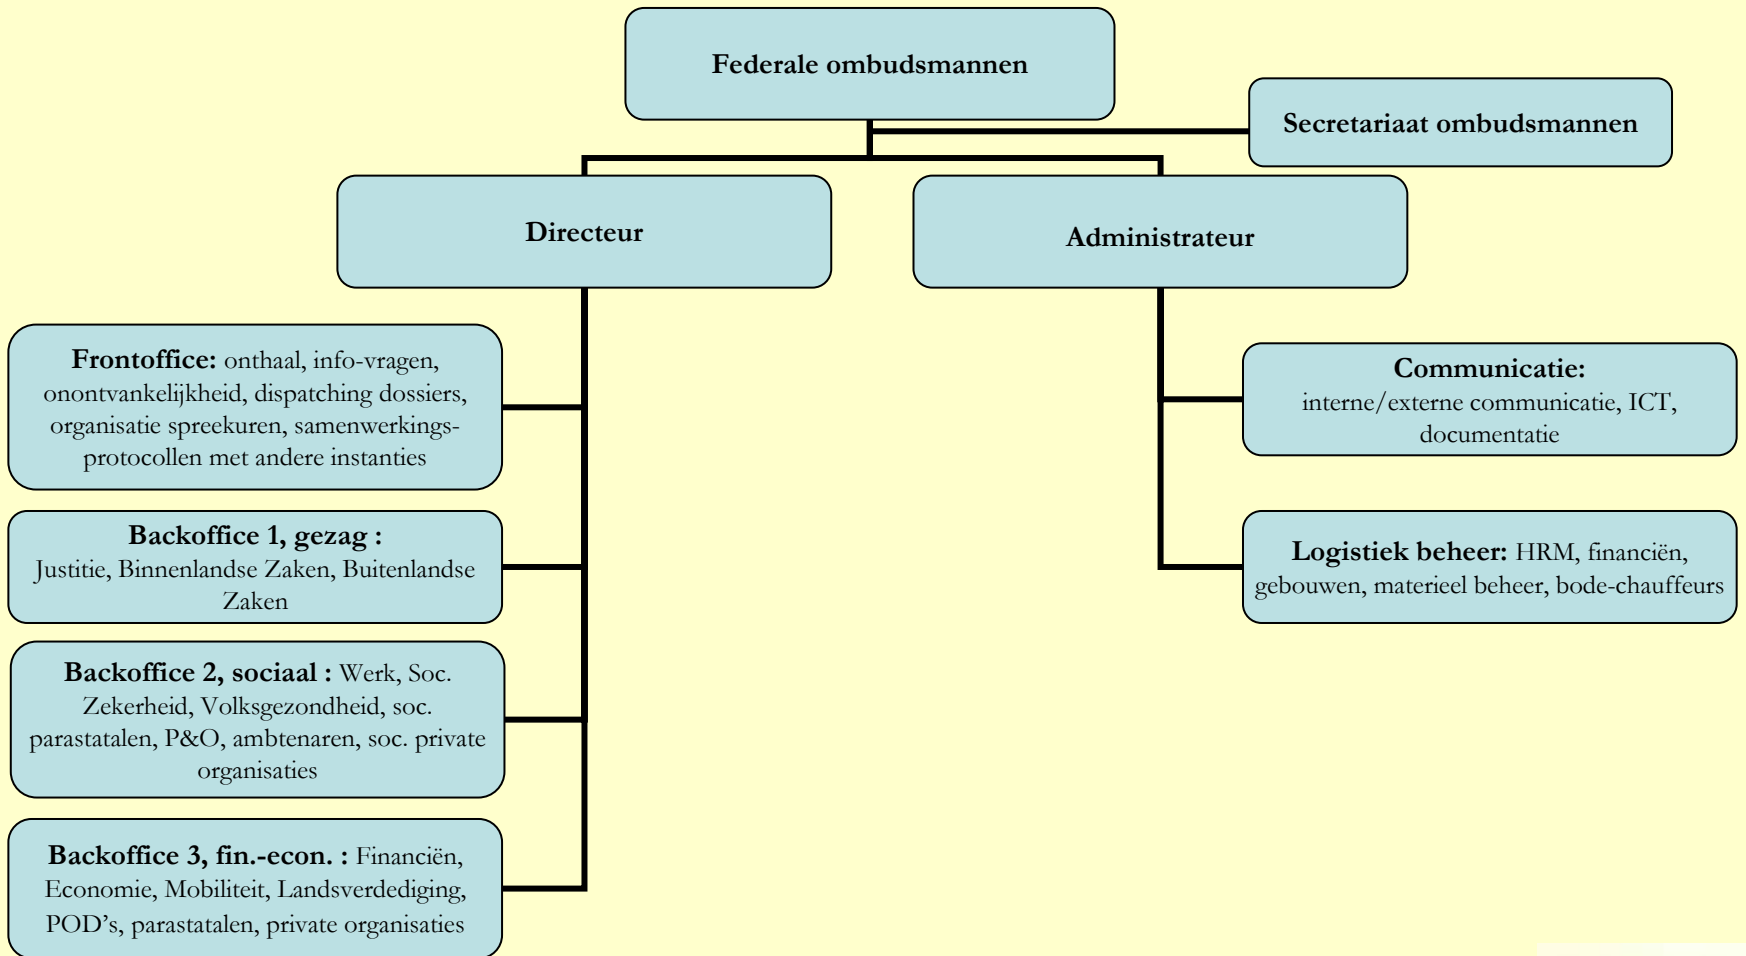 Federale ombudsmannen
Secretariaat ombudsmannen
Directeur
Administrateur
Frontoffice: onthaal, info-vragen,
onontvankelijkheid, dispatching dossiers,
organisatie spreekuren, samenwerkings-
protocollen met andere instanties
Backoffice 1, gezag :
Justitie, Binnenlandse Zaken, Buitenlandse
Zaken
Backoffice 2, sociaal : Werk, Soc.
Zekerheid, Volksgezondheid, soc.
parastatalen, P&O, ambtenaren, soc. private
organisaties
Backoffice 3, fin.-econ. : Financiën,
Economie, Mobiliteit, Landsverdediging,
POD’s, parastatalen, private organisaties
Communicatie:
interne/externe communicatie, ICT,
documentatie
Logistiek beheer: HRM, financiën,
gebouwen, materieel beheer, bode-chauffeurs